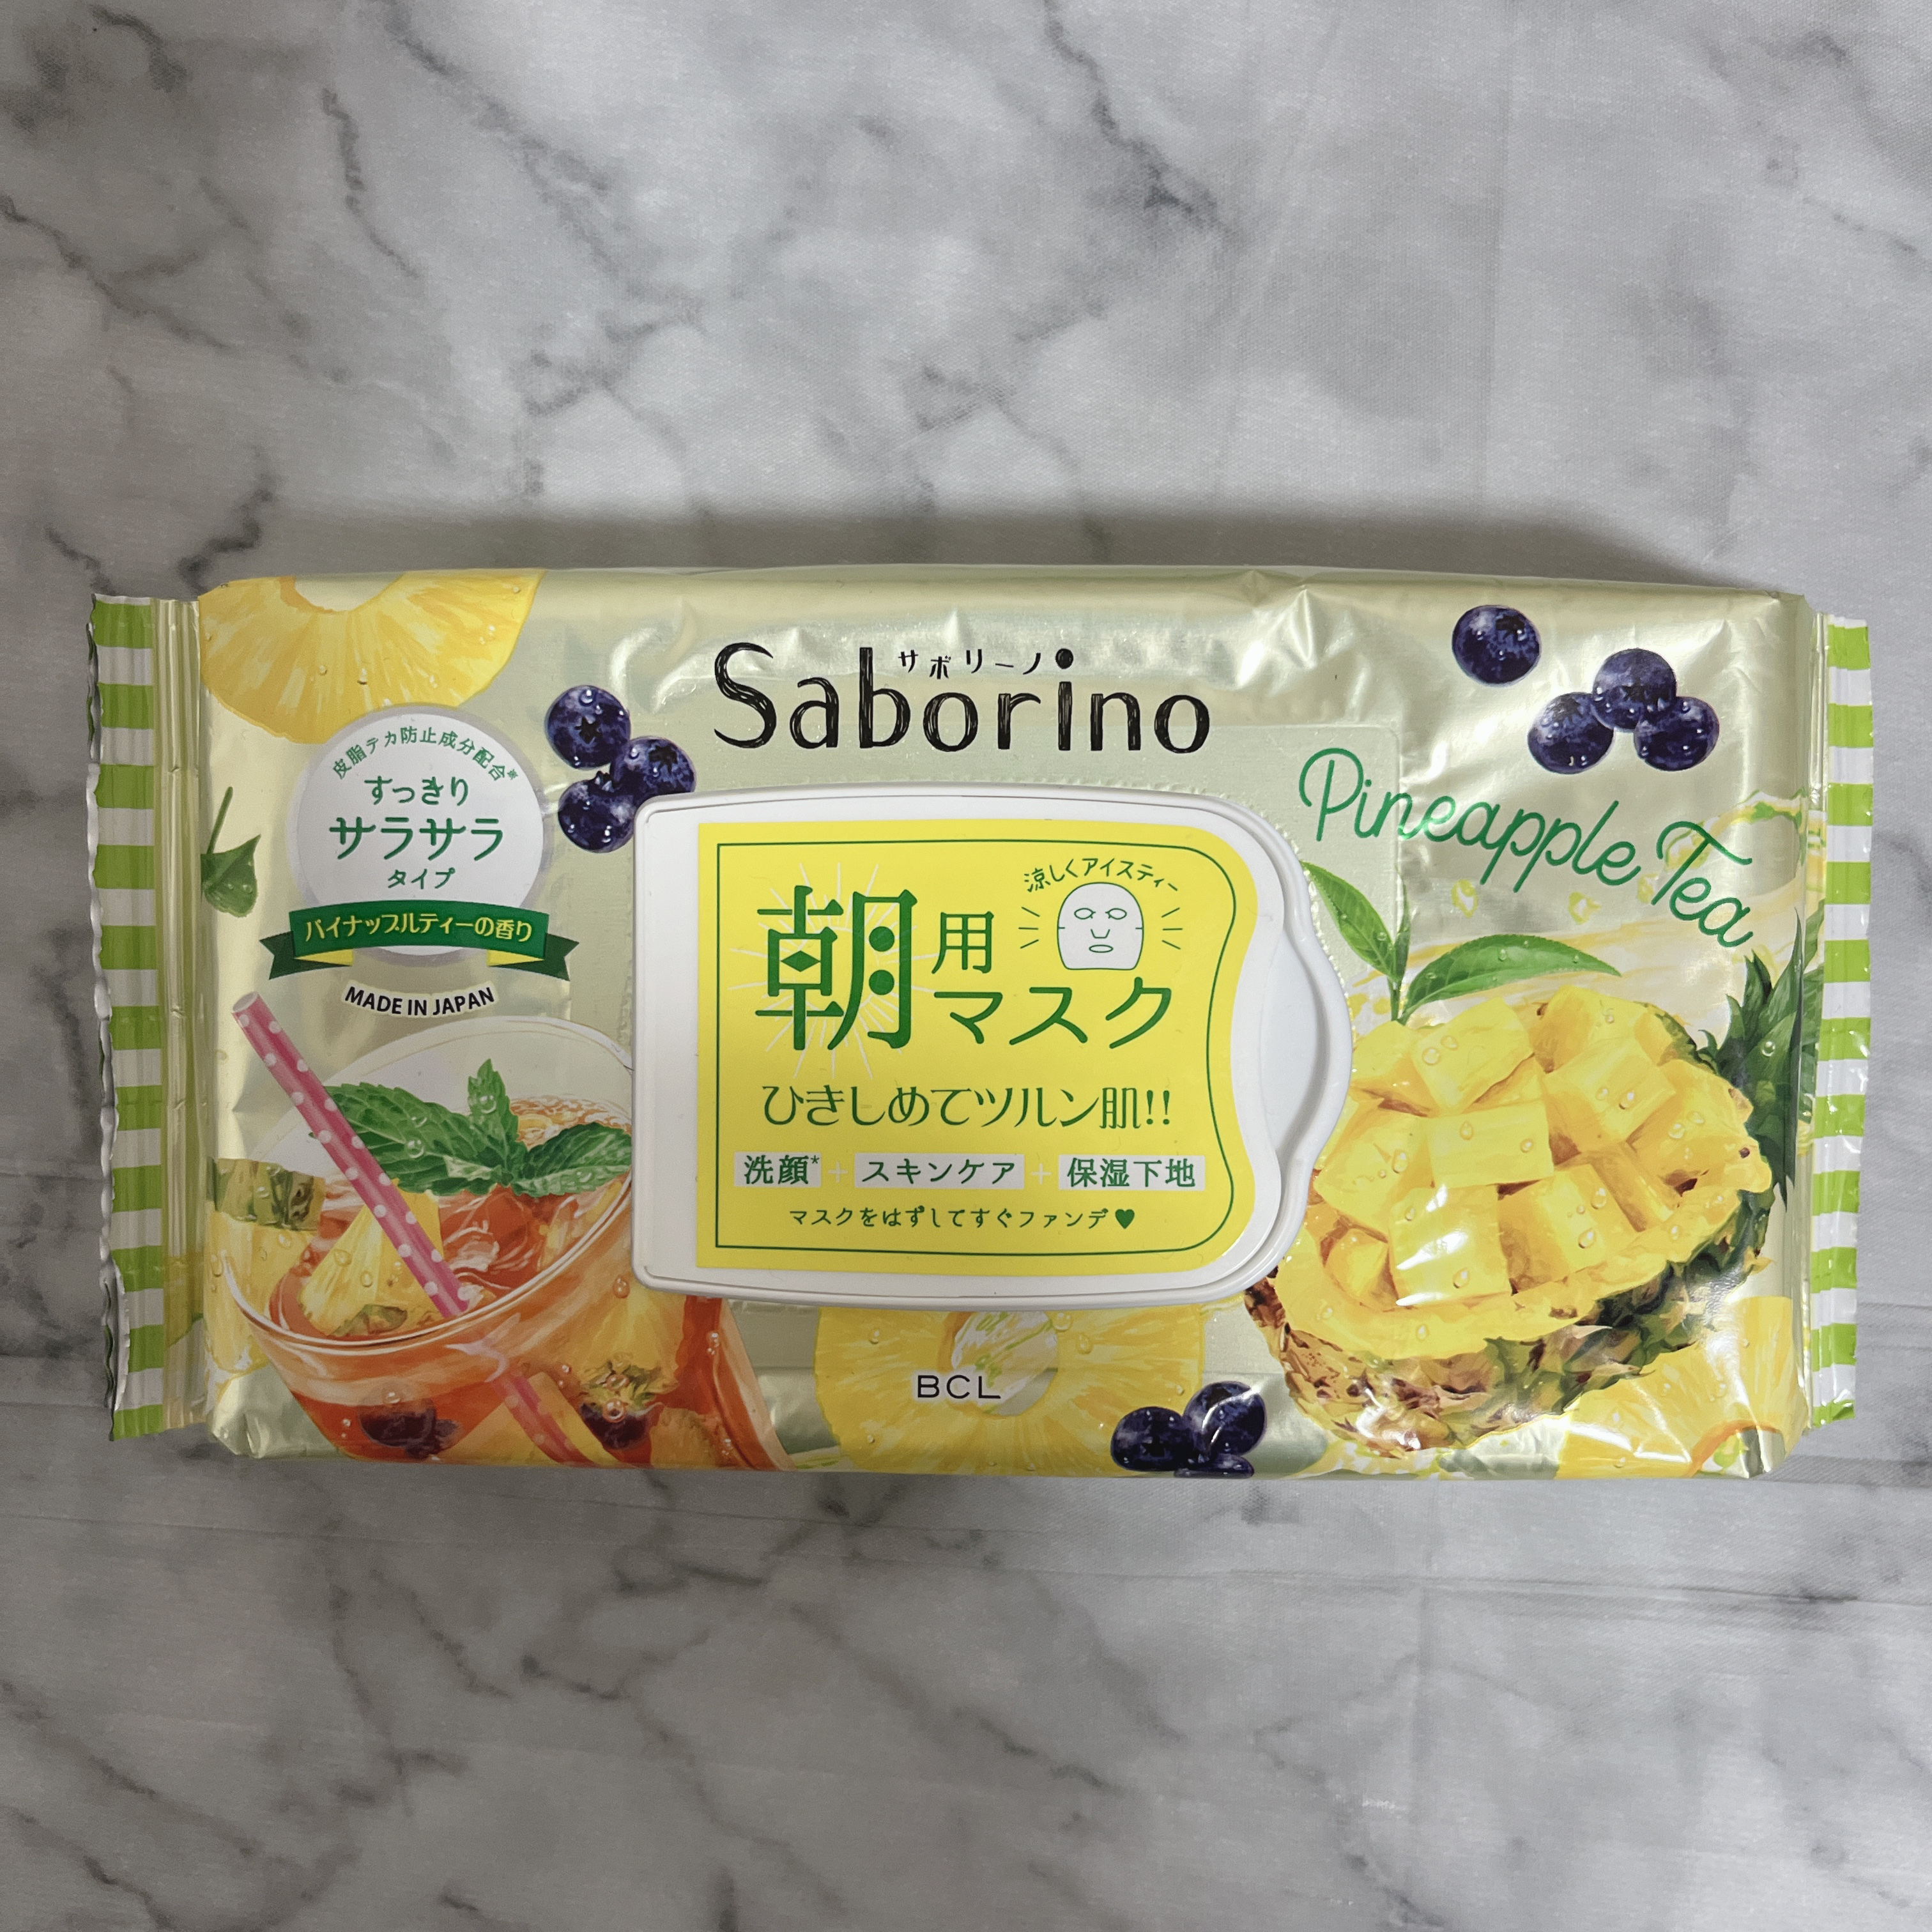 サボリーノ
Saborino
皮脂テカ防止成分配合※
すっきり
サラサラ
タイプ
パイナップルティーの香り
MADE IN JAPAN
Pineapple Tea
涼しくアイスティー
朝用
マスク
ひきしめてツルン肌!!
洗顔* + スキンケア + 保湿下地
マスクをはずしてすぐファンデ♥
BCL